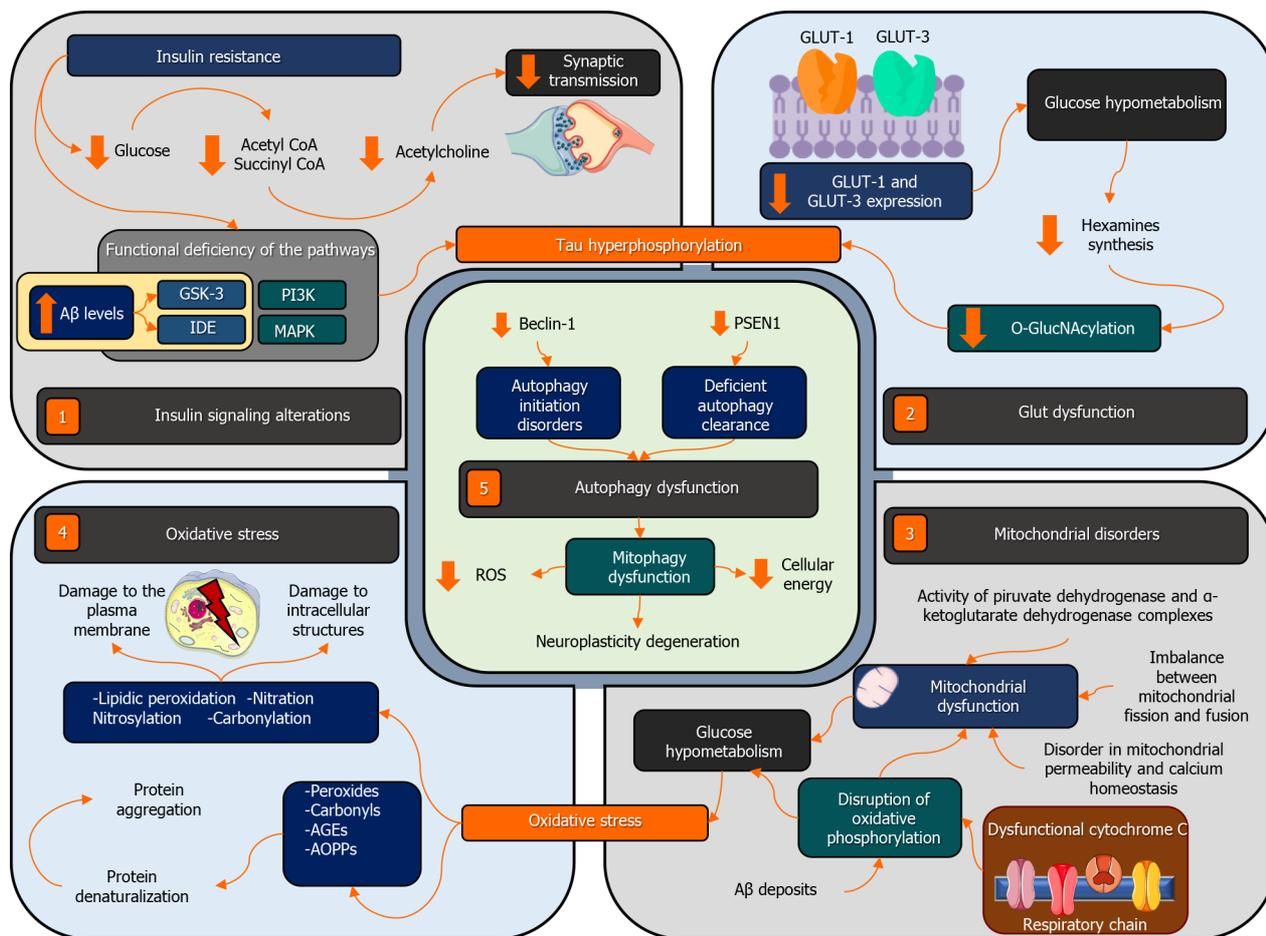 Insulin resistance
Synaptic
transmission
Glucose
Acetyl CoA
Succinyl CoA
Acetylcholine
Functional deficiency of the pathways
Aβ levels
GSK-3
IDE
PI3K
MAPK
1
Insulin signaling alterations
Tau hyperphosphorylation
GLUT-1
GLUT-3
Glucose hypometabolism
GLUT-1 and
GLUT-3 expression
Hexamines
synthesis
O-GlucNAcylation
2
Glut dysfunction
Beclin-1
PSEN1
Autophagy
initiation
disorders
Deficient
autophagy
clearance
5
Autophagy dysfunction
Mitophagy
dysfunction
ROS
Cellular
energy
Neuroplasticity degeneration
4
Oxidative stress
Damage to the
plasma
membrane
Damage to
intracellular
structures
-Lipidic peroxidation -Nitration
Nitrosylation -Carbonylation
Protein
aggregation
-Peroxides
-Carbonyls
-AGEs
-AOPPs
Protein
denaturalization
Oxidative stress
3
Mitochondrial disorders
Activity of piruvate dehydrogenase and α-
ketoglutarate dehydrogenase complexes
Mitochondrial
dysfunction
Imbalance
between
mitochondrial
fission and fusion
Glucose
hypometabolism
Disorder in mitochondrial
permeability and calcium
homeostasis
Disruption of
oxidative
phosphorylation
Aβ deposits
Dysfunctional cytochrome C
Respiratory chain